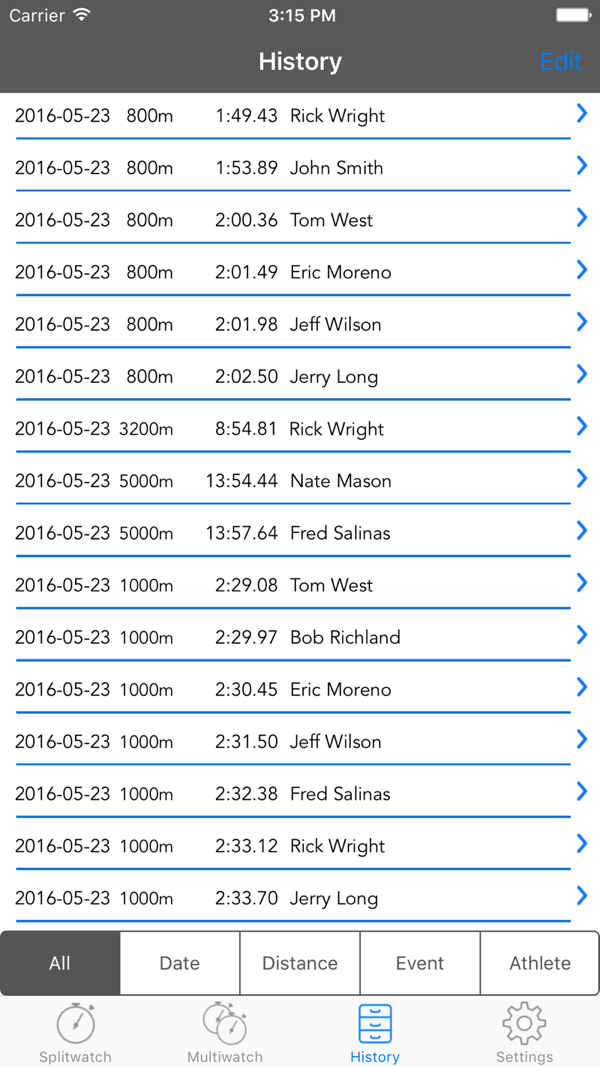 Carrier 3:15 PM
History Edit
2016-05-23 800m 1:49.43 Rick Wright
2016-05-23 800m 1:53.89 John Smith
2016-05-23 800m 2:00.36 Tom West
2016-05-23 800m 2:01.49 Eric Moreno
2016-05-23 800m 2:01.98 Jeff Wilson
2016-05-23 800m 2:02.50 Jerry Long
2016-05-23 3200m 8:54.81 Rick Wright
2016-05-23 5000m 13:54.44 Nate Mason
2016-05-23 5000m 13:57.64 Fred Salinas
2016-05-23 1000m 2:29.08 Tom West
2016-05-23 1000m 2:29.97 Bob Richland
2016-05-23 1000m 2:30.45 Eric Moreno
2016-05-23 1000m 2:31.50 Jeff Wilson
2016-05-23 1000m 2:32.38 Fred Salinas
2016-05-23 1000m 2:33.12 Rick Wright
2016-05-23 1000m 2:33.70 Jerry Long
All Date Distance Event Athlete
Splitwatch Multiwatch History Settings